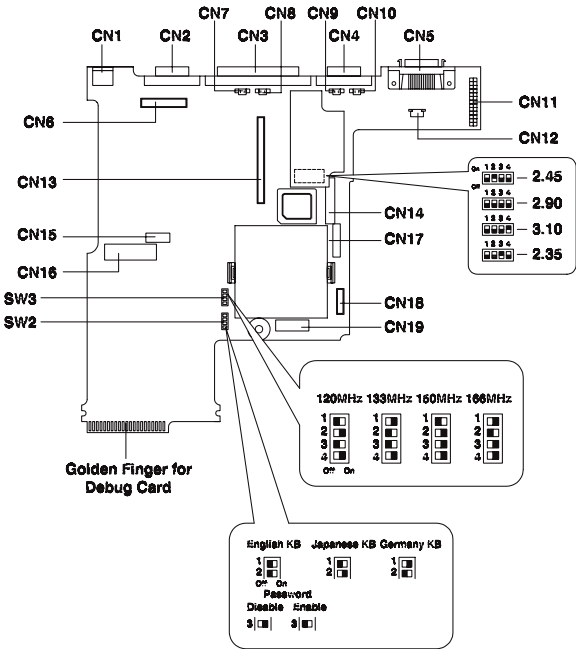 CN7 CN8 CN9 CN10
CN1 CN2 CN3 CN4 CN5
CN6
CN11
CN12
CN13
On 1 2 3 4
Off
2.45
1 2 3 4
2.90
1 2 3 4
3.10
1 2 3 4
2.35
CN14
CN15
CN17
CN16
SW3
CN18
SW2
CN19
120MHz 133MHz 150MHz 166MHz
1 1 1 1
2 2 2 2
3 3 3 3
4 4 4 4
Off On
Golden Finger for
Debug Card
English KB Japanese KB Germany KB
1 1 1
2 2 2
Off On
Password
Disable Enable
3 3